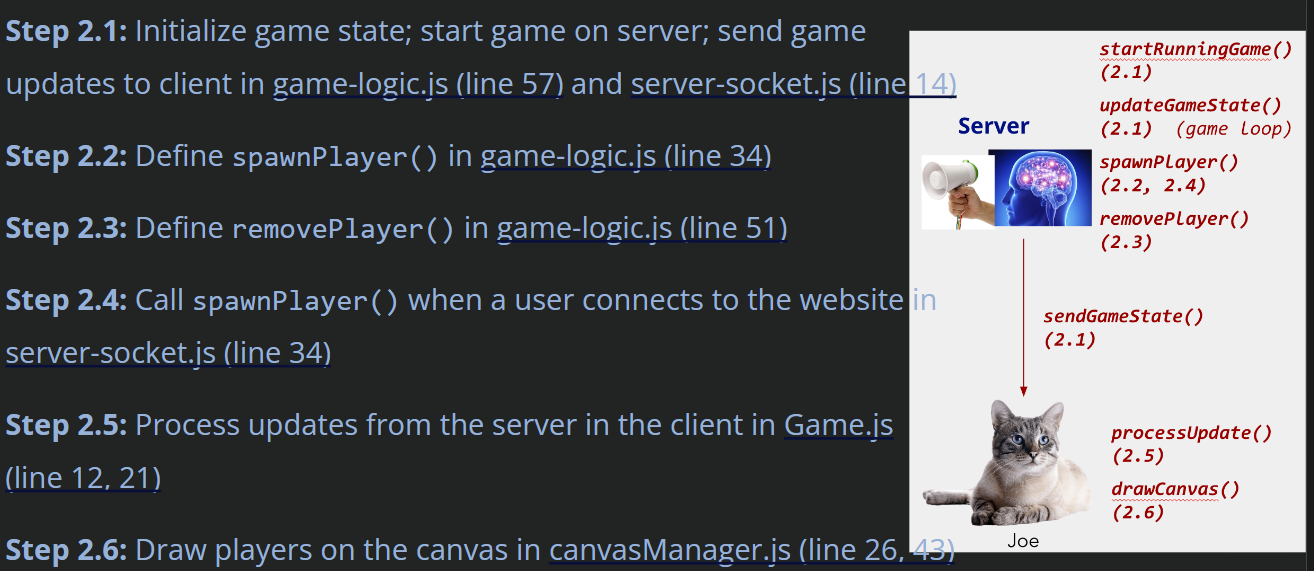 Step 2.1: Initialize game state; start game on server; send game
updates to client in game-logic.js (line 57) and server-socket.js (line 14)
Step 2.2: Define spawnPlayer() in game-logic.js (line 34)
Step 2.3: Define removePlayer() in game-logic.js (line 51)
Step 2.4: Call spawnPlayer() when a user connects to the website in
server-socket.js (line 34)
Step 2.5: Process updates from the server in the client in Game.js
(line 12, 21)
Step 2.6: Draw players on the canvas in canvasManager.js (line 26, 43)
Server
startRunningGame()
(2.1)
updateGameState()
(2.1) (game loop)
spawnPlayer()
(2.2, 2.4)
removePlayer()
(2.3)
sendGameState()
(2.1)
processUpdate()
(2.5)
drawCanvas()
(2.6)
Joe